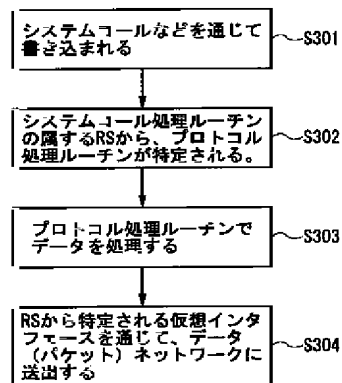 システムコールなどを通じて
書き込まれる
S301
システムコール処理ルーチン
の属するRSから、プロトコル
処理ルーチンが特定される。
S302
プロトコル処理ルーチンで
データを処理する
S303
RSから特定される仮想インタ
フェースを通じて、データ
（パケット）ネットワークに
送出する
S304